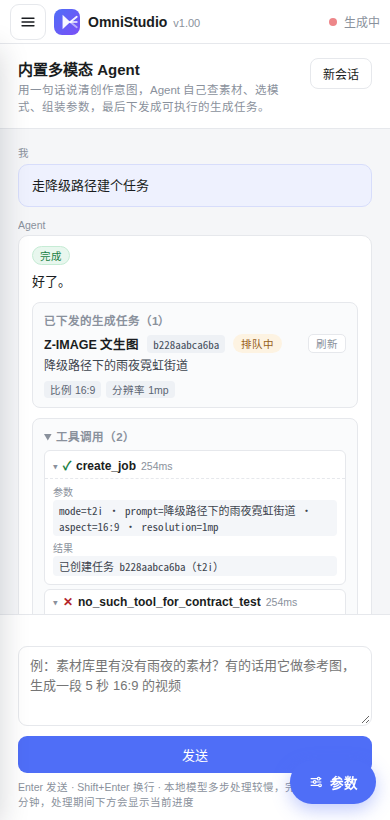 OmniStudio v1.00
生成中
内置多模态 Agent
新会话
用一句话说清创作意图，Agent 自己查素材、选模
式、组装参数，最后下发成可执行的生成任务。
我
走降级路径建个任务
Agent
完成
好了。
已下发的生成任务（1）
Z-IMAGE 文生图 b228aabca6ba 排队中 刷新
降级路径下的雨夜霓虹街道
比例 16:9 分辨率 1mp
▼ 工具调用（2）
▾ ✓ create_job 254ms
参数
mode=t2i · prompt=降级路径下的雨夜霓虹街道 ·
aspect=16:9 · resolution=1mp
结果
已创建任务 b228aabca6ba（t2i）
▾ ✕ no_such_tool_for_contract_test 254ms
例：素材库里有没有雨夜的素材？有的话用它做参考图，
生成一段 5 秒 16:9 的视频
发送
Enter 发送 · Shift+Enter 换行 · 本地模型多步处理较慢，
分钟，处理期间下方会显示当前进度
参数